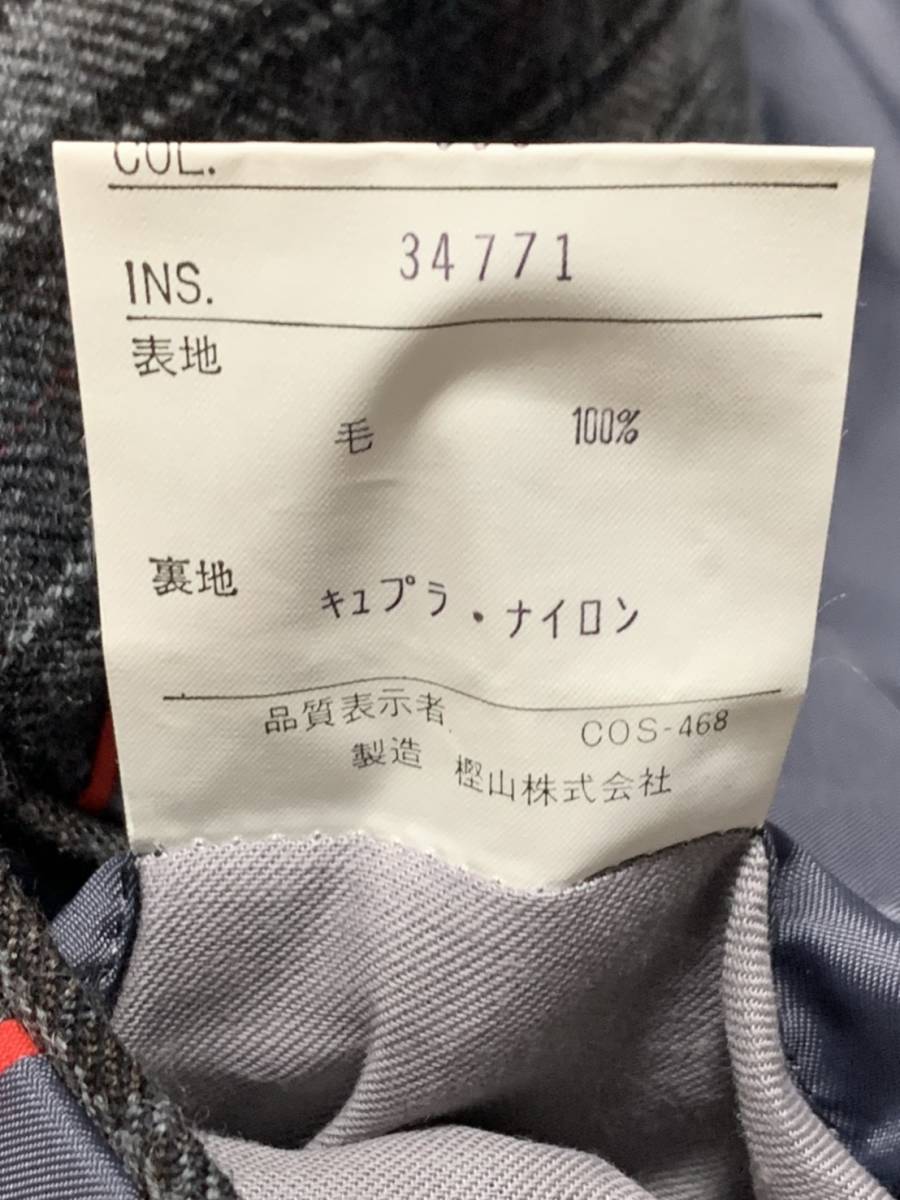 COL.
INS. 34771
表地
毛 100%
裏地
キュプラ・ナイロン
品質表示者 COS-468
製造 樫山株式会社